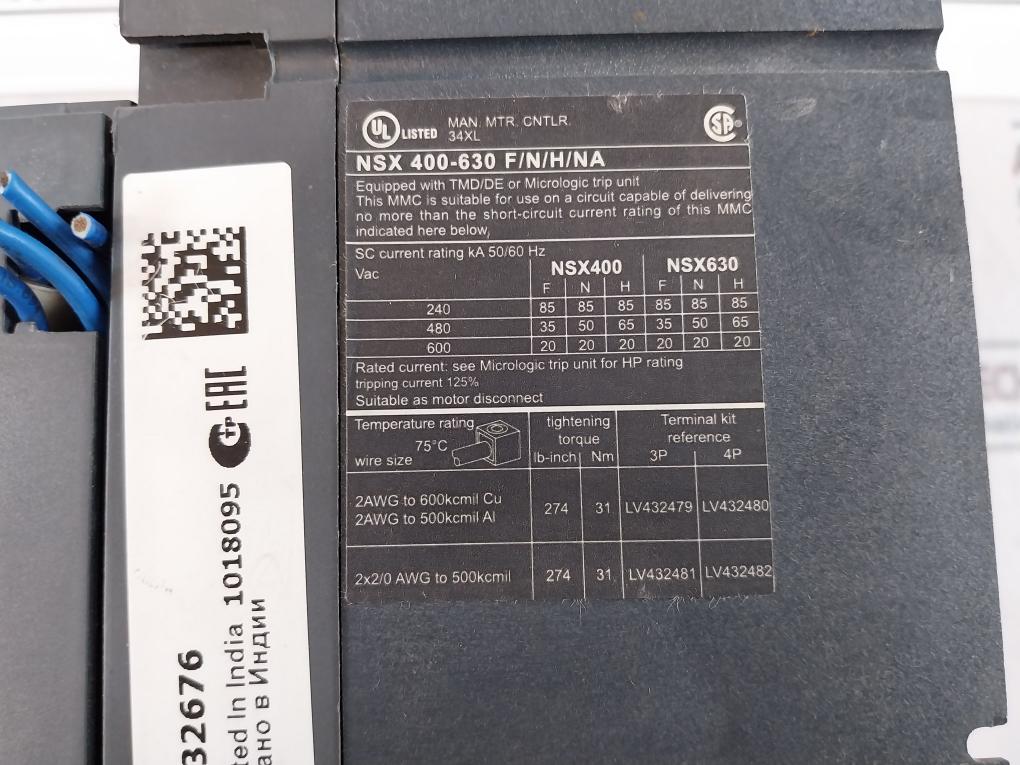 UL LISTED MAN. MTR. CNTLR.
34XL
SA
NSX 400-630 F/N/H/NA
Equipped with TMD/DE or Micrologic trip unit
This MMC is suitable for use on a circuit capable of delivering
no more than the short-circuit current rating of this MMC
indicated here below,
SC current rating kA 50/60 Hz
Vac NSX400 NSX630
F N H F N H
240 85 85 85 85 85 85
480 35 50 65 35 50 65
600 20 20 20 20 20 20
Rated current: see Micrologic trip unit for HP rating
tripping current 125%
Suitable as motor disconnect
Temperature rating tightening Terminal kit
75°C torque reference
wire size lb-inch Nm 3P 4P
2AWG to 600kcmil Cu
2AWG to 500kcmil Al 274 31 LV432479 LV432480
2x2/0 AWG to 500kcmil 274 31 LV432481 LV432482
EAC
32676
ted In India 1018095
ано в Индии